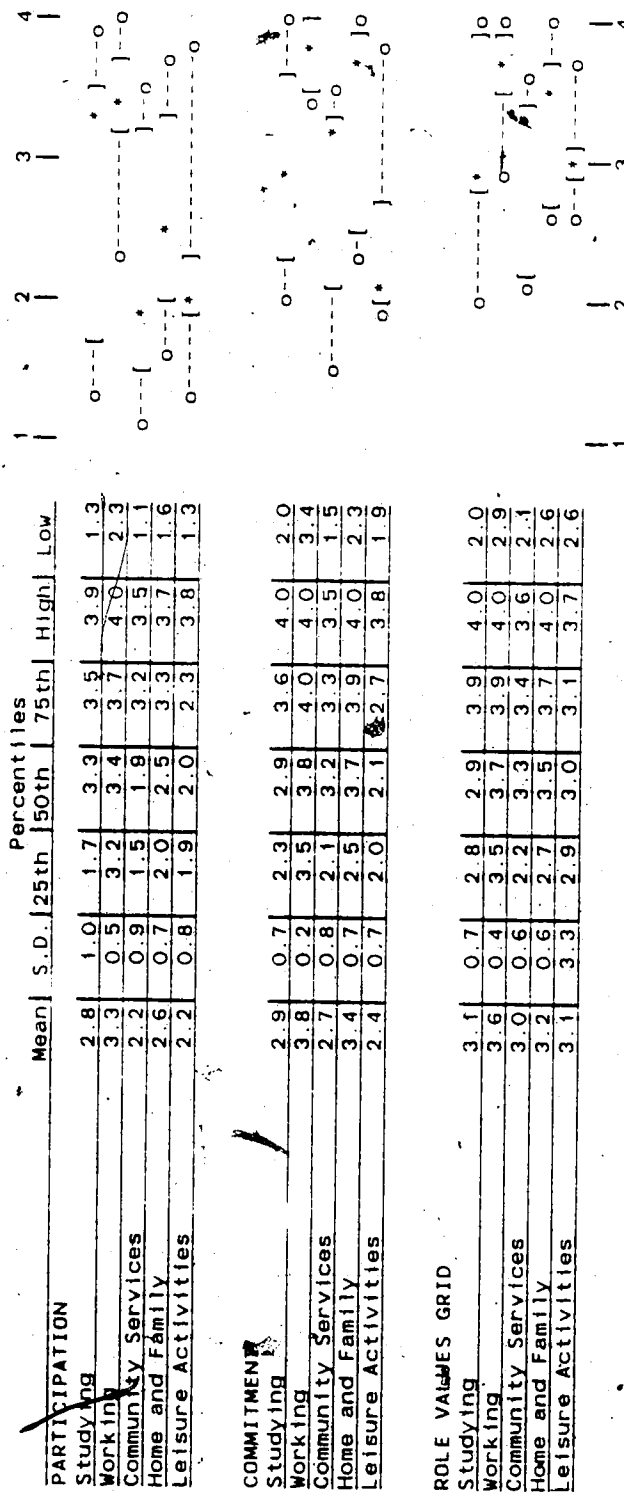 1 2 3 4
Percentiles
Mean| S.D.|25th |50th | 75th| High| Low
PARTICIPATION
Studying 2.8 1.0 1.7 3.3 3.5 3.9 1.3 o---[ * ]---o
Working 3.3 0.5 3.2 3.4 3.7 4.0 2.3 o--------[ * ]---o
Community Services 2.2 0.9 1.5 1.9 3.2 3.5 1.1 o---[ * ]---o
Home and Family 2.6 0.7 2.0 2.5 3.3 3.7 1.6 o---[ * ]---o
Leisure Activities 2.2 0.8 1.9 2.0 2.3 3.8 1.3 o------[* ]---------------o
COMMITMENT
Studying 2.9 0.7 2.3 2.9 3.6 4.0 2.0 o--[ * ]---o
Working 3.8 0.2 3.5 3.8 4.0 4.0 3.4 o[ * ]
Community Services 2.7 0.8 2.1 3.2 3.3 3.5 1.5 o------[ * ]--o
Home and Family 3.4 0.7 2.5 3.7 3.9 4.0 2.3 o--[ * ]o
Leisure Activities 2.4 0.7 2.0 2.1 2.7 3.8 1.9 o[* ]-----------o
ROLE VALUES GRID
Studying 3.1 0.7 2.8 2.9 3.9 4.0 2.0 o--------[* ]o
Working 3.6 0.4 3.5 3.7 3.9 4.0 2.9 o------[ * ]o
Community Services 3.0 0.6 2.2 3.3 3.4 3.6 2.1 o[ * ]--o
Home and Family 3.2 0.6 2.7 3.5 3.7 4.0 2.6 o[ * ]---o
Leisure Activities 3.1 3.3 2.9 3.0 3.1 3.7 2.6 o---[*]------o
1 2 3 4